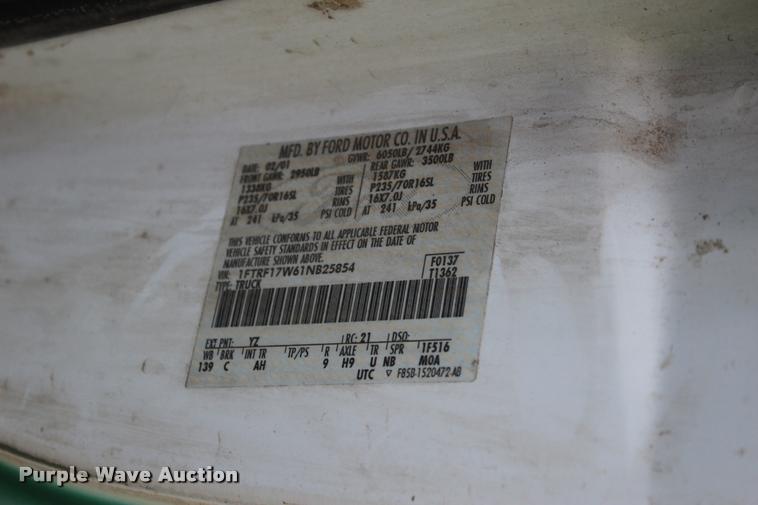 MFD. BY FORD MOTOR CO. IN U.S.A.
DATE: 02/01 GVWR: 6050LB/ 2744KG
FRONT GAWR: 2950LB REAR GAWR: 3500LB
1338KG WITH 1587KG WITH
P235/70R16SL TIRES P235/70R16SL TIRES
16X7.0J RIMS 16X7.0J RIMS
AT 241 kPa/35 PSI COLD AT 241 kPa/35 PSI COLD
THIS VEHICLE CONFORMS TO ALL APPLICABLE FEDERAL MOTOR
VEHICLE SAFETY STANDARDS IN EFFECT ON THE DATE OF
MANUFACTURE SHOWN ABOVE.
VIN: 1FTRF17W61NB25854 F0137
TYPE: TRUCK T1362
EXT PNT: YZ RC: 21 DSO:
WB BRK INT TR TP/PS R AXLE TR SPR 1F516
139 C AH 9 H9 U NB M0A
UTC ▽ F85B-1520472-AB
Purple Wave Auction